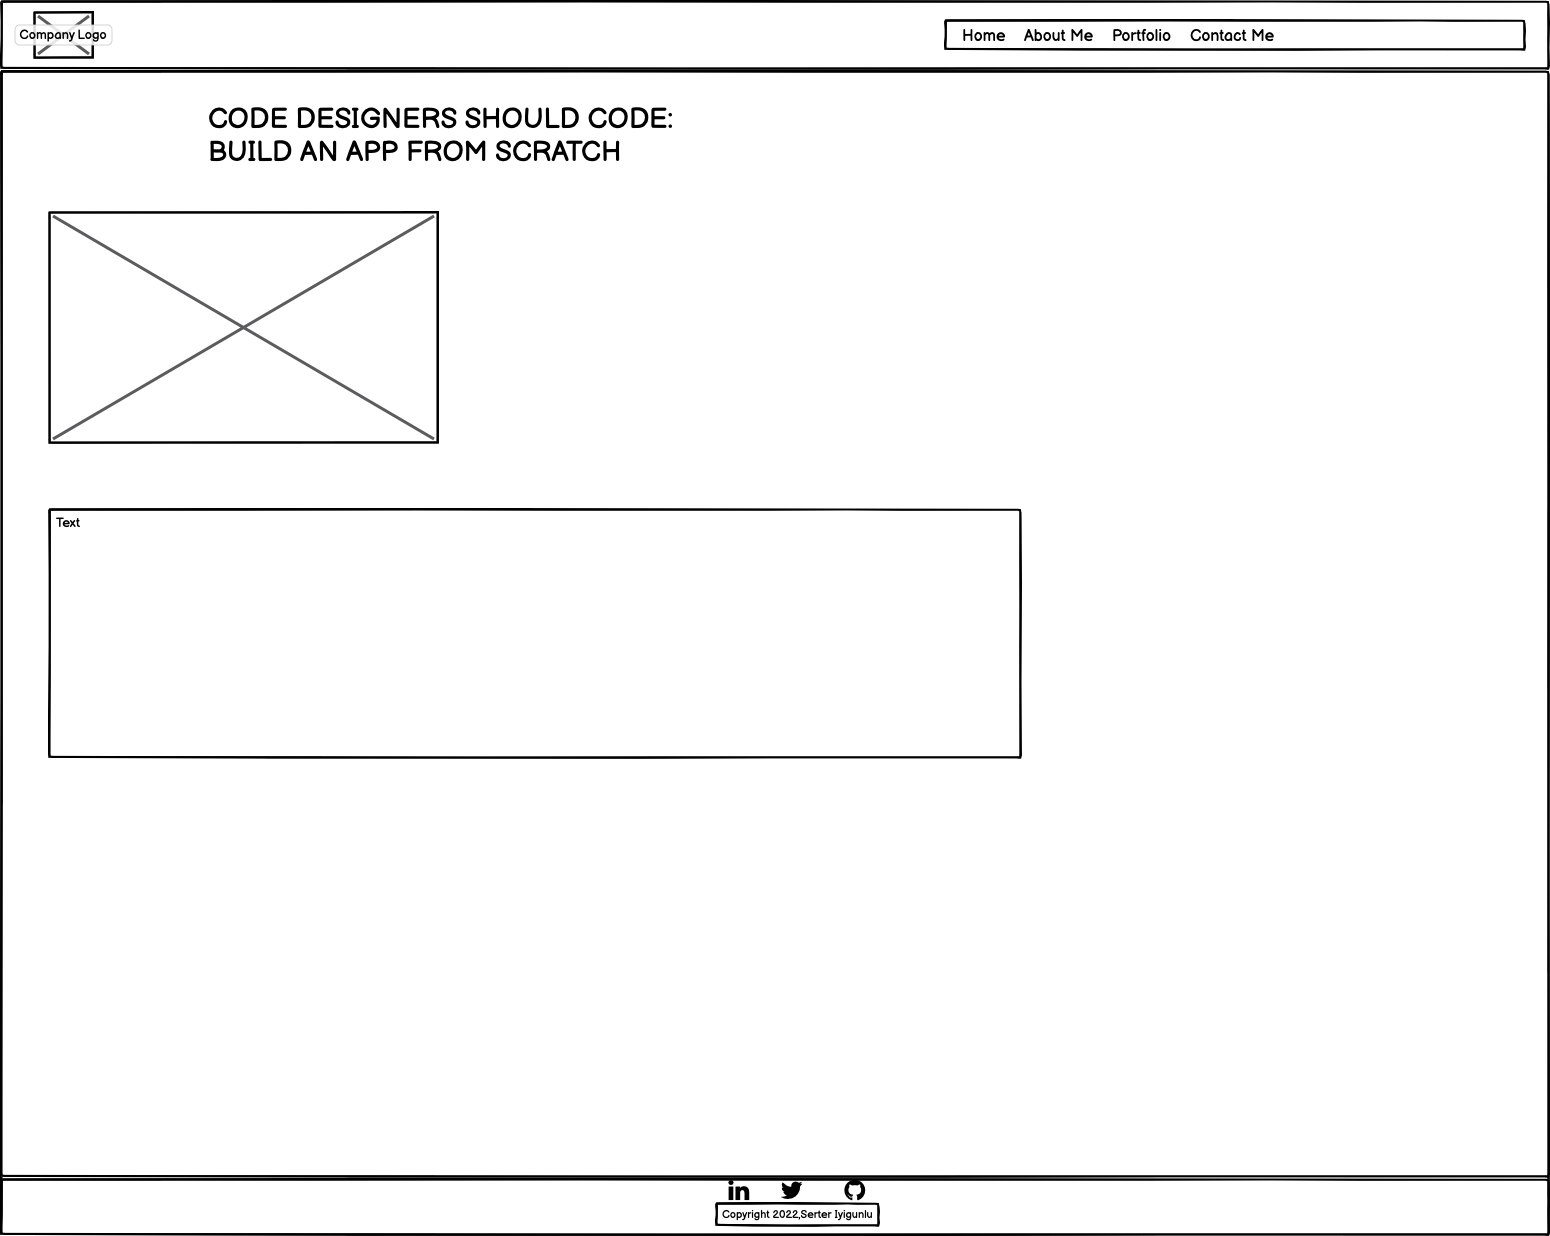 Company Logo
Home About Me Portfolio Contact Me
CODE DESIGNERS SHOULD CODE:
BUILD AN APP FROM SCRATCH
Text
in
Copyright 2022,Serter Iyigunlu